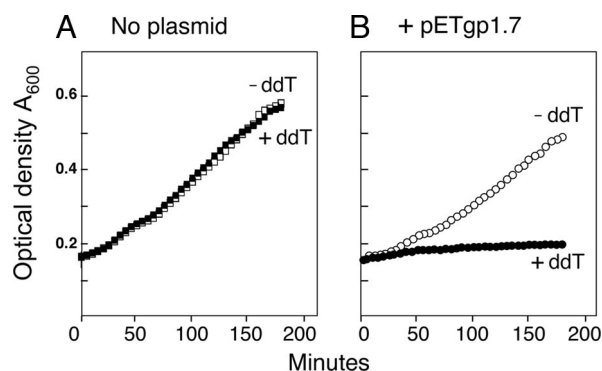 A No plasmid
B + pETgp1.7
Optical density A600
0.6
0.4
0.2
- ddT
+ ddT
- ddT
+ ddT
0 50 100 150 200
0 50 100 150 200
Minutes